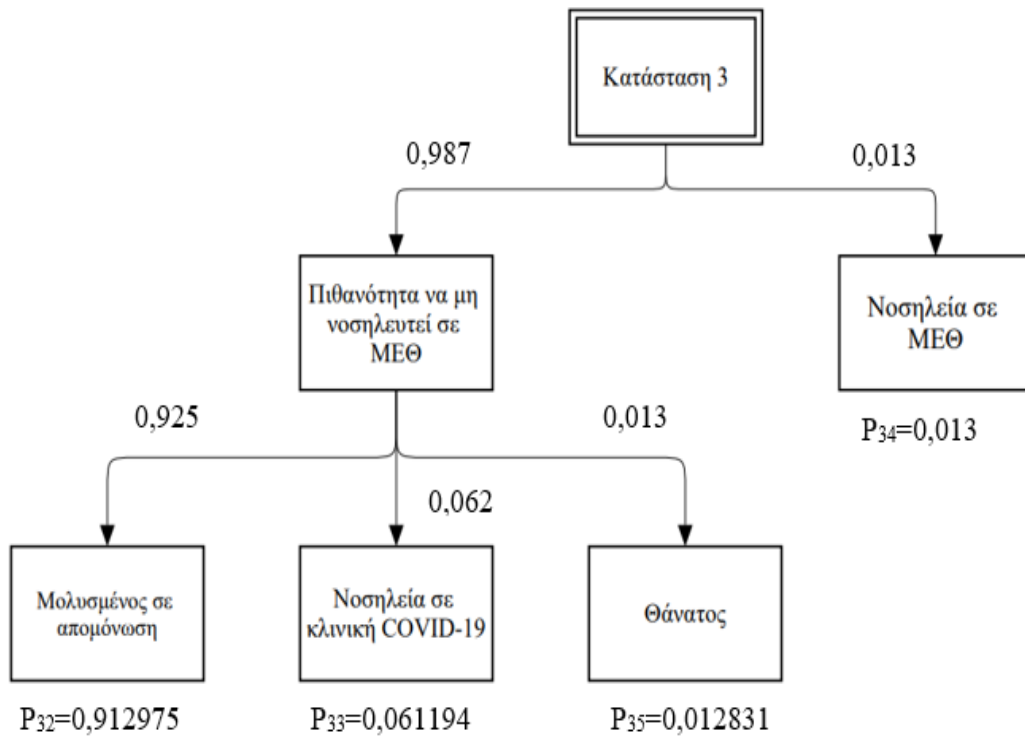 Κατάσταση 3
0,987
0,013
Πιθανότητα να μη
νοσηλευτεί σε
ΜΕΘ
Νοσηλεία σε
ΜΕΘ
P₃₄=0,013
0,925
0,062
0,013
Μολυσμένος σε
απομόνωση
Νοσηλεία σε
κλινική COVID-19
Θάνατος
P₃₂=0,912975
P₃₃=0,061194
P₃₅=0,012831